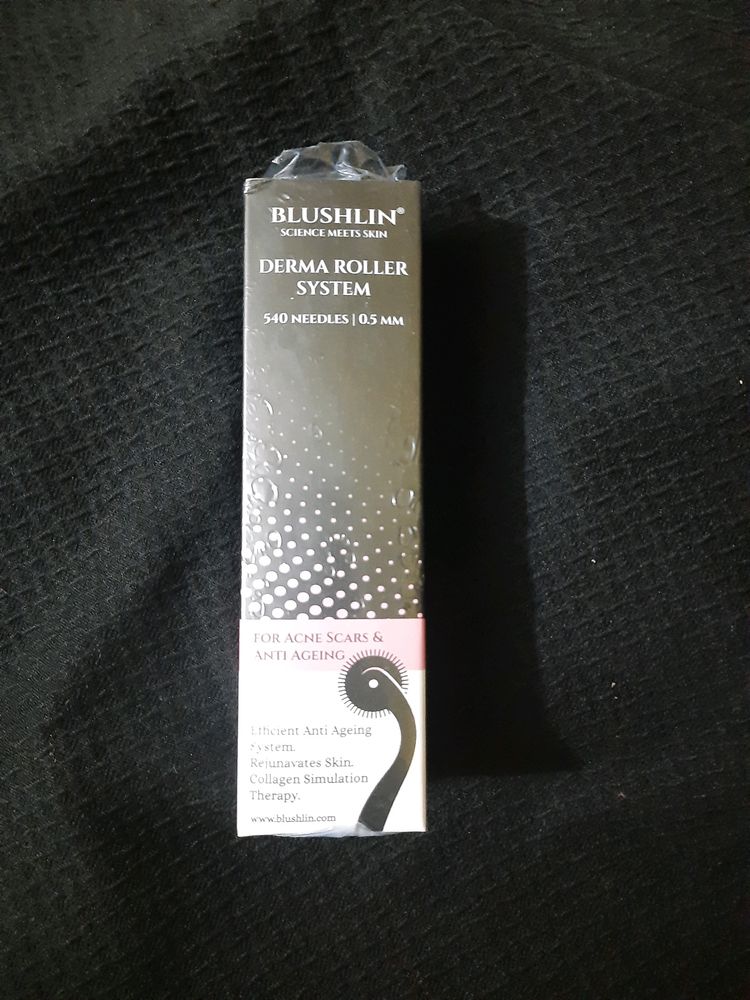 BLUSHLIN®
SCIENCE MEETS SKIN
DERMA ROLLER
SYSTEM
540 NEEDLES | 0.5 MM
FOR ACNE SCARS &
ANTI AGEING
Efficient Anti Ageing
System.
Rejunavates Skin.
Collagen Simulation
Therapy.
www.blushlin.com